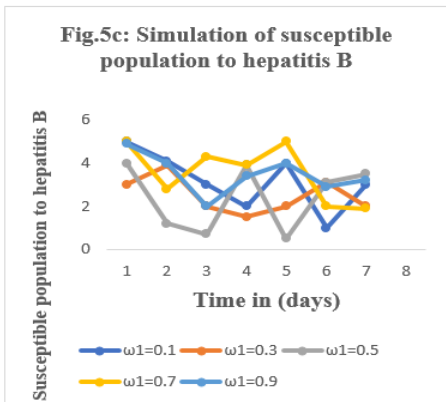 Fig.5c: Simulation of susceptible
population to hepatitis B
Susceptible population to hepatitis B
6
4
2
0
1 2 3 4 5 6 7 8
Time in (days)
ω1=0.1 ω1=0.3 ω1=0.5
ω1=0.7 ω1=0.9